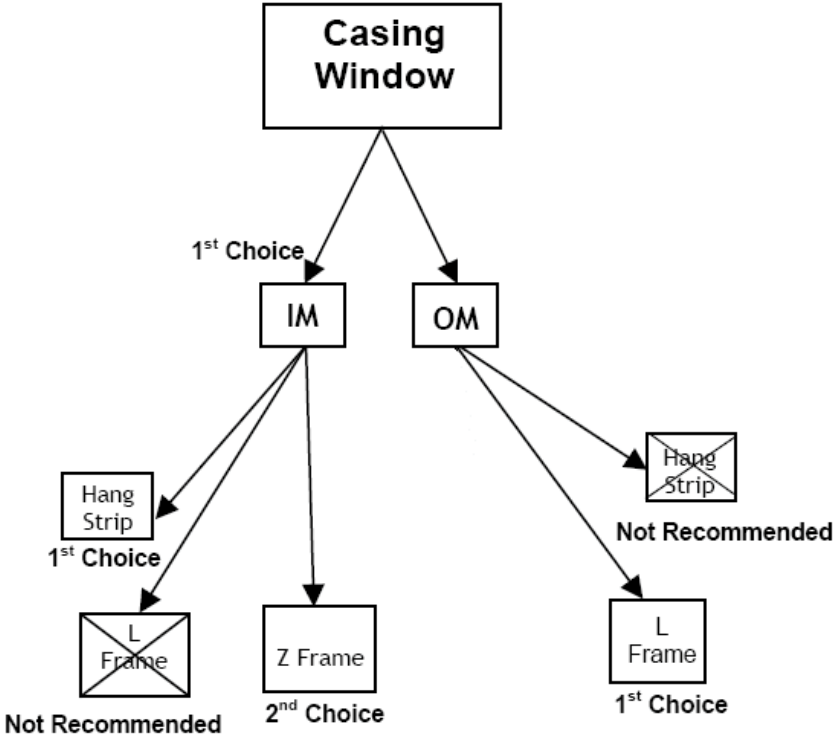 Casing
Window
1st Choice
IM
OM
Hang
Strip
Hang
Strip
1st Choice
Not Recommended
L
Frame
Z Frame
L
Frame
Not Recommended
2nd Choice
1st Choice